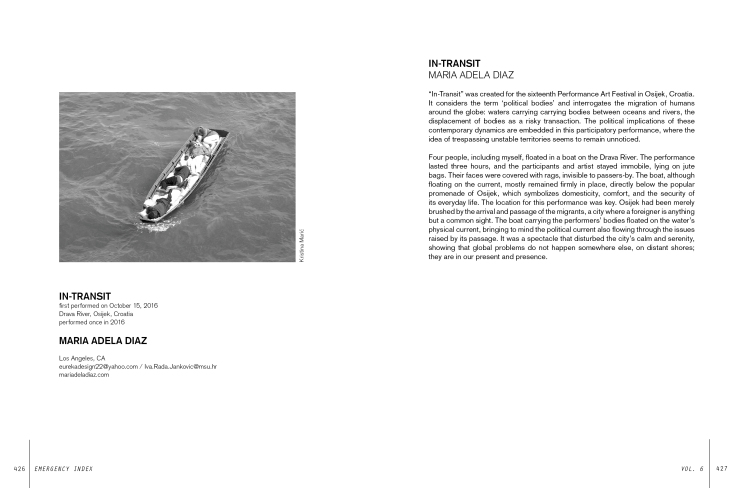 Kristina Marić
IN-TRANSIT
first performed on October 15, 2016
Drava River, Osijek, Croatia
performed once in 2016
MARIA ADELA DIAZ
Los Angeles, CA
eurekadesign22@yahoo.com / Iva.Rada.Jankovic@msu.hr
mariadeladiaz.com
426
EMERGENCY INDEX
IN-TRANSIT
MARIA ADELA DIAZ
"In-Transit" was created for the sixteenth Performance Art Festival in Osijek, Croatia.
It considers the term 'political bodies' and interrogates the migration of humans
around the globe: waters carrying carrying bodies between oceans and rivers, the
displacement of bodies as a risky transaction. The political implications of these
contemporary dynamics are embedded in this participatory performance, where the
idea of trespassing unstable territories seems to remain unnoticed.
Four people, including myself, floated in a boat on the Drava River. The performance
lasted three hours, and the participants and artist stayed immobile, lying on jute
bags. Their faces were covered with rags, invisible to passers-by. The boat, although
floating on the current, mostly remained firmly in place, directly below the popular
promenade of Osijek, which symbolizes domesticity, comfort, and the security of
its everyday life. The location for this performance was key. Osijek had been merely
brushed by the arrival and passage of the migrants, a city where a foreigner is anything
but a common sight. The boat carrying the performers' bodies floated on the water's
physical current, bringing to mind the political current also flowing through the issues
raised by its passage. It was a spectacle that disturbed the city's calm and serenity,
showing that global problems do not happen somewhere else, on distant shores;
they are in our present and presence.
VOL. 6
427